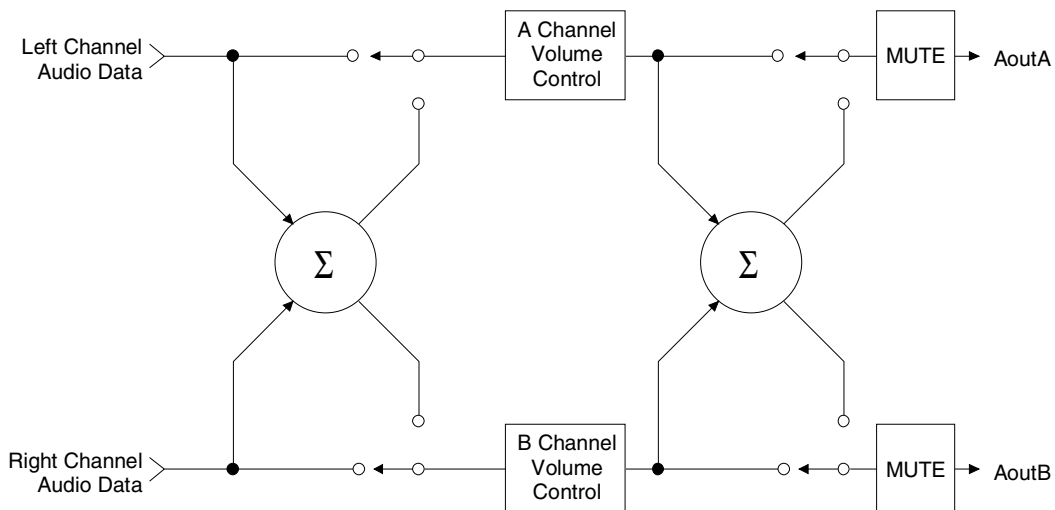 Left Channel
Audio Data
A Channel
Volume
Control
MUTE
AoutA
Σ
Σ
Right Channel
Audio Data
B Channel
Volume
Control
MUTE
AoutB